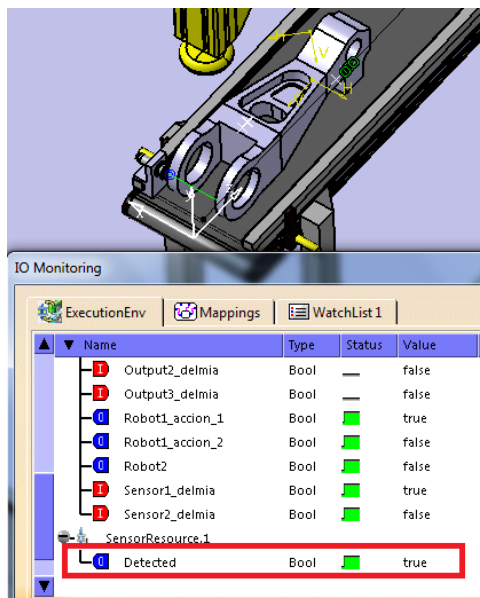 V
H
IO Monitoring
ExecutionEnv Mappings WatchList 1
Name Type Status Value
I Output2_delmia Bool false
I Output3_delmia Bool false
O Robot1_accion_1 Bool true
O Robot1_accion_2 Bool false
O Robot2 Bool false
I Sensor1_delmia Bool true
I Sensor2_delmia Bool false
SensorResource.1
O Detected Bool true